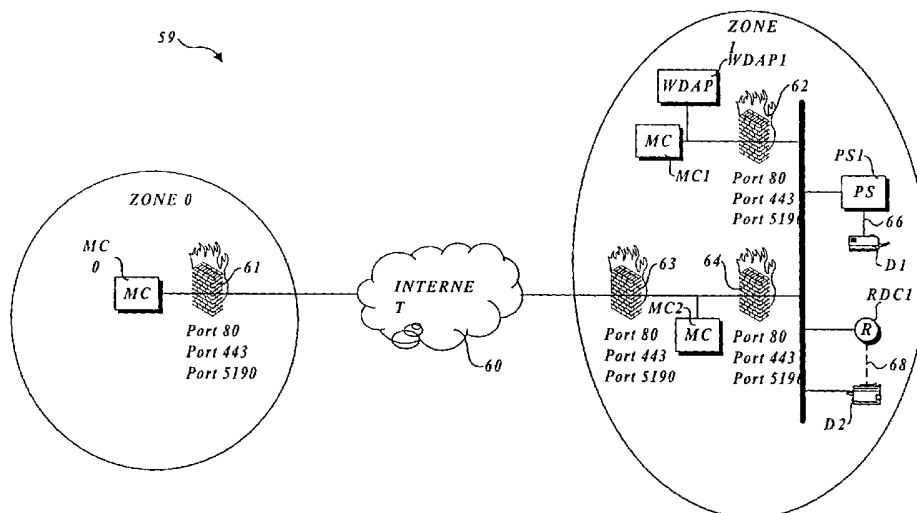 59
ZONE 0
MC
0
MC
61
Port 80
Port 443
Port 5190
INTERNE
T
60
ZONE
1
WDAP1
WDAP
62
MC
MC1
Port 80
Port 443
Port 5190
PS1
PS
66
D1
63
64
MC2
MC
Port 80
Port 443
Port 5190
Port 80
Port 443
Port 5190
RDC1
R
68
D2